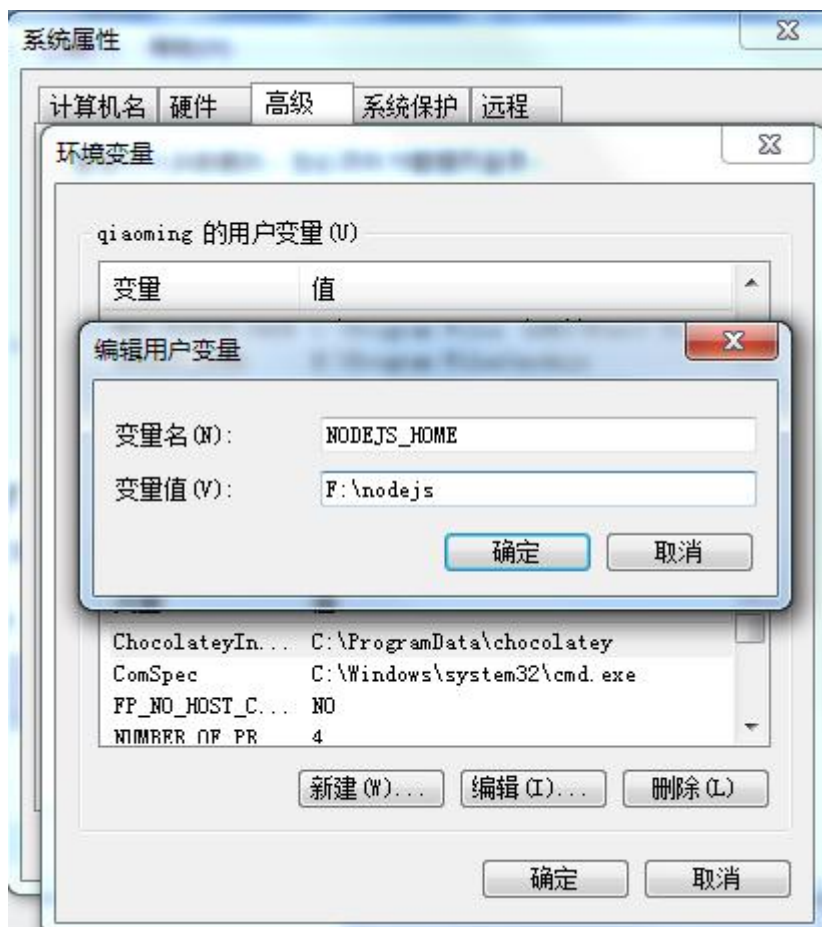 系统属性
计算机名 硬件 高级 系统保护 远程
环境变量
qiaoming 的用户变量(U)
变量 值
编辑用户变量
变量名(N): NODEJS_HOME
变量值(V): F:\nodejs
确定 取消
ChocolateyIn... C:\ProgramData\chocolatey
ComSpec C:\Windows\system32\cmd.exe
FP_NO_HOST_C... NO
NUMBER_OF_PR 4
新建(W)... 编辑(I)... 删除(L)
确定 取消